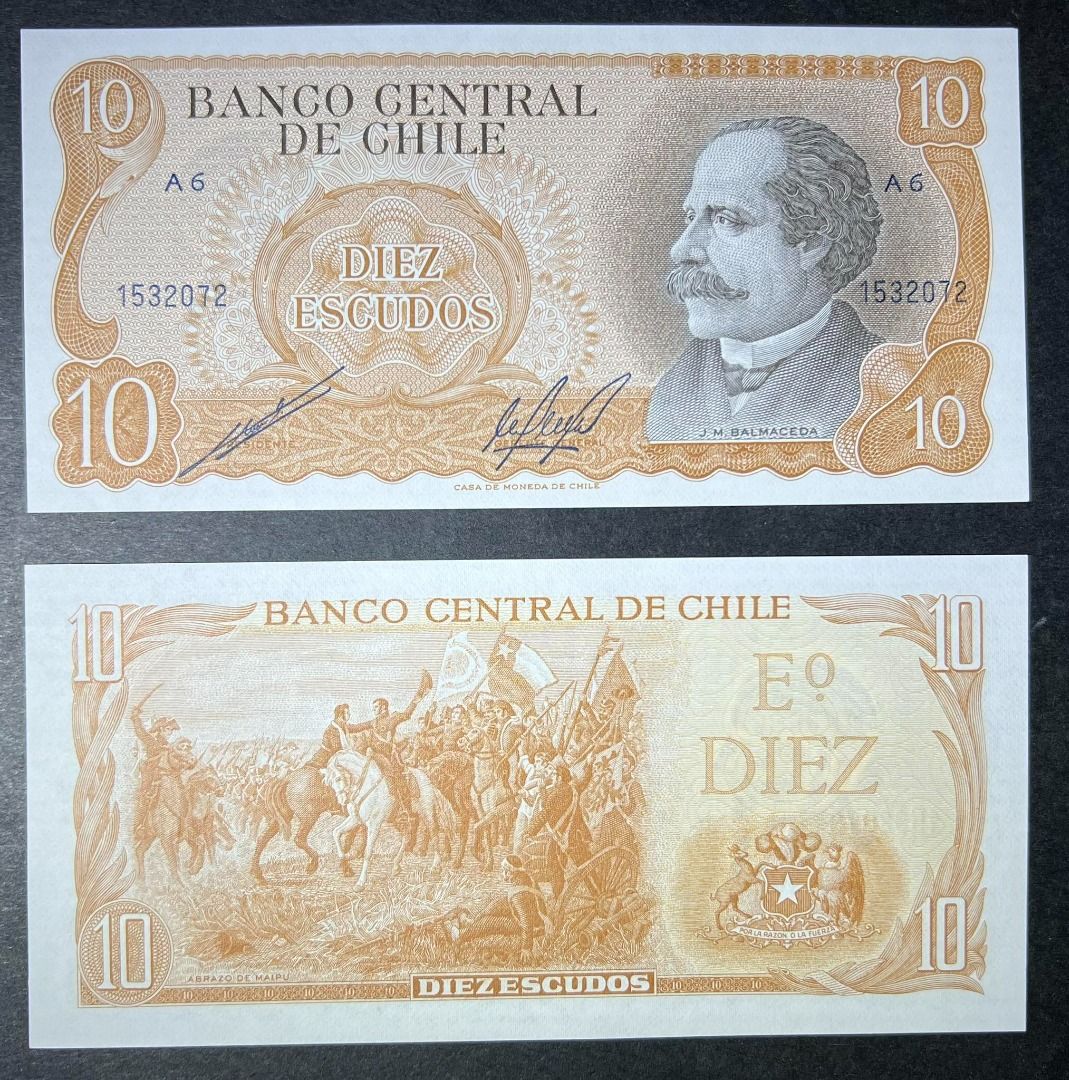 10
10
BANCO CENTRAL
DE CHILE
A 6
A 6
DIEZ
ESCUDOS
1532072
1532072
10
10
J. M. BALMACEDA
CASA DE MONEDA DE CHILE
10
BANCO CENTRAL DE CHILE
10
Eº
DIEZ
POR LA RAZON O LA FUERZA
10
10
ABRAZO DE MAIPU
DIEZ ESCUDOS